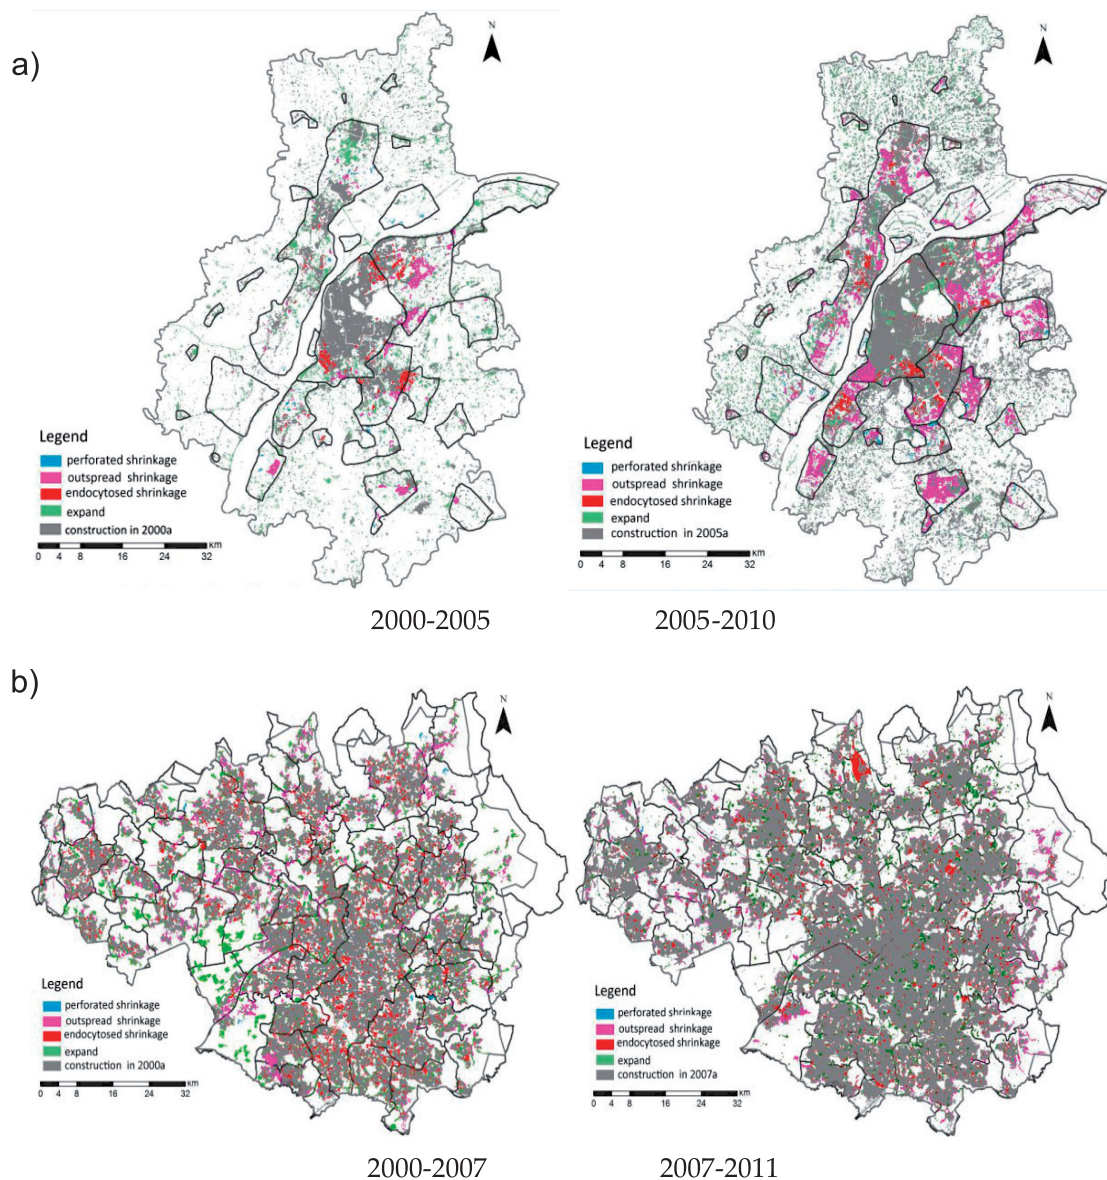 a)
N
N
Legend
perforated shrinkage
outspread shrinkage
endocytosed shrinkage
expand
construction in 2000a
km
0 4 8 16 24 32
Legend
perforated shrinkage
outspread shrinkage
endocytosed shrinkage
expand
construction in 2005a
km
0 4 8 16 24 32
2000-2005
2005-2010
b)
N
N
Legend
perforated shrinkage
outspread shrinkage
endocytosed shrinkage
expand
construction in 2000a
km
0 4 8 16 24 32
Legend
perforated shrinkage
outspread shrinkage
endocytosed shrinkage
expand
construction in 2007a
km
0 4 8 16 24 32
2000-2007
2007-2011